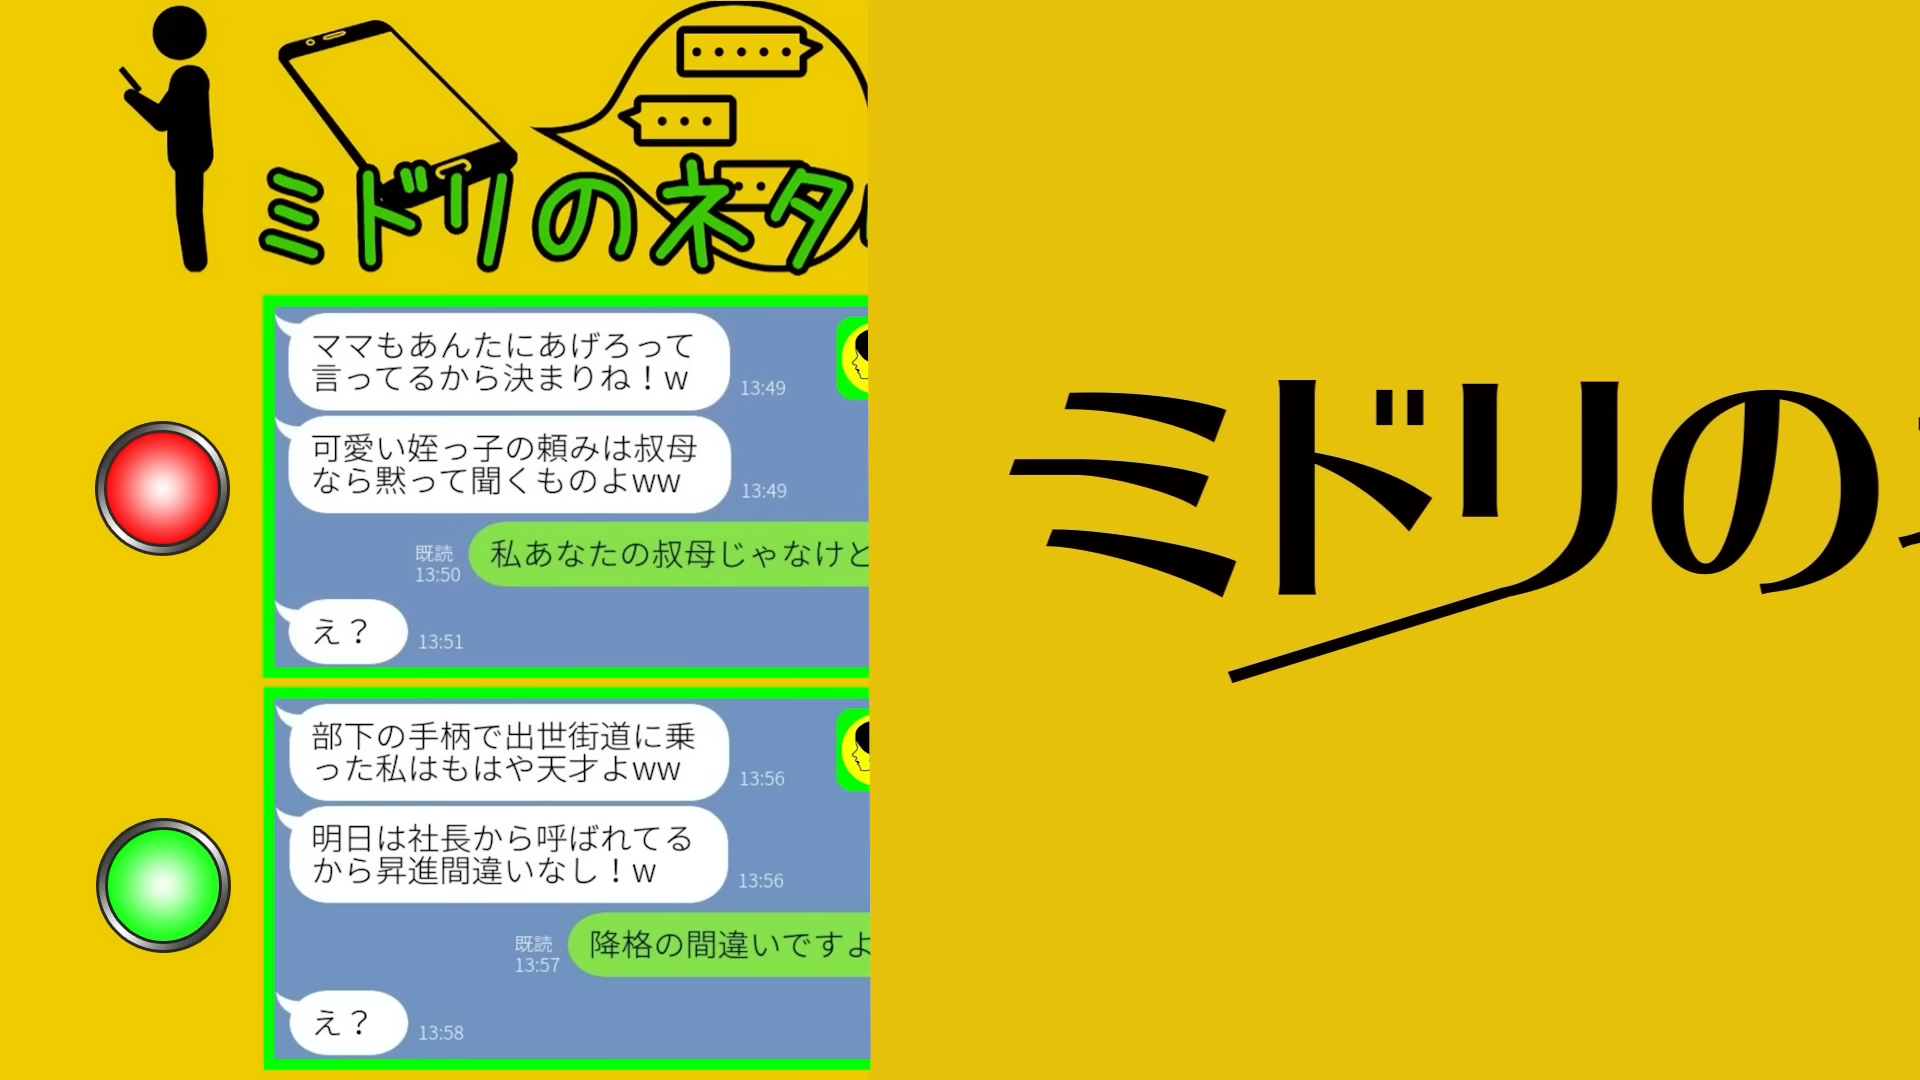 ミドリのネタ
ママもあんたにあげろって
言ってるから決まりね！w
13:49
可愛い姪っ子の頼みは叔母
なら黙って聞くものよww
13:49
私あなたの叔母じゃなけど
既読
13:50
え？
13:51
部下の手柄で出世街道に乗
った私はもはや天才よww
13:56
明日は社長から呼ばれてる
から昇進間違いなし！w
13:56
降格の間違いですよ
既読
13:57
え？
13:58
ミドリの